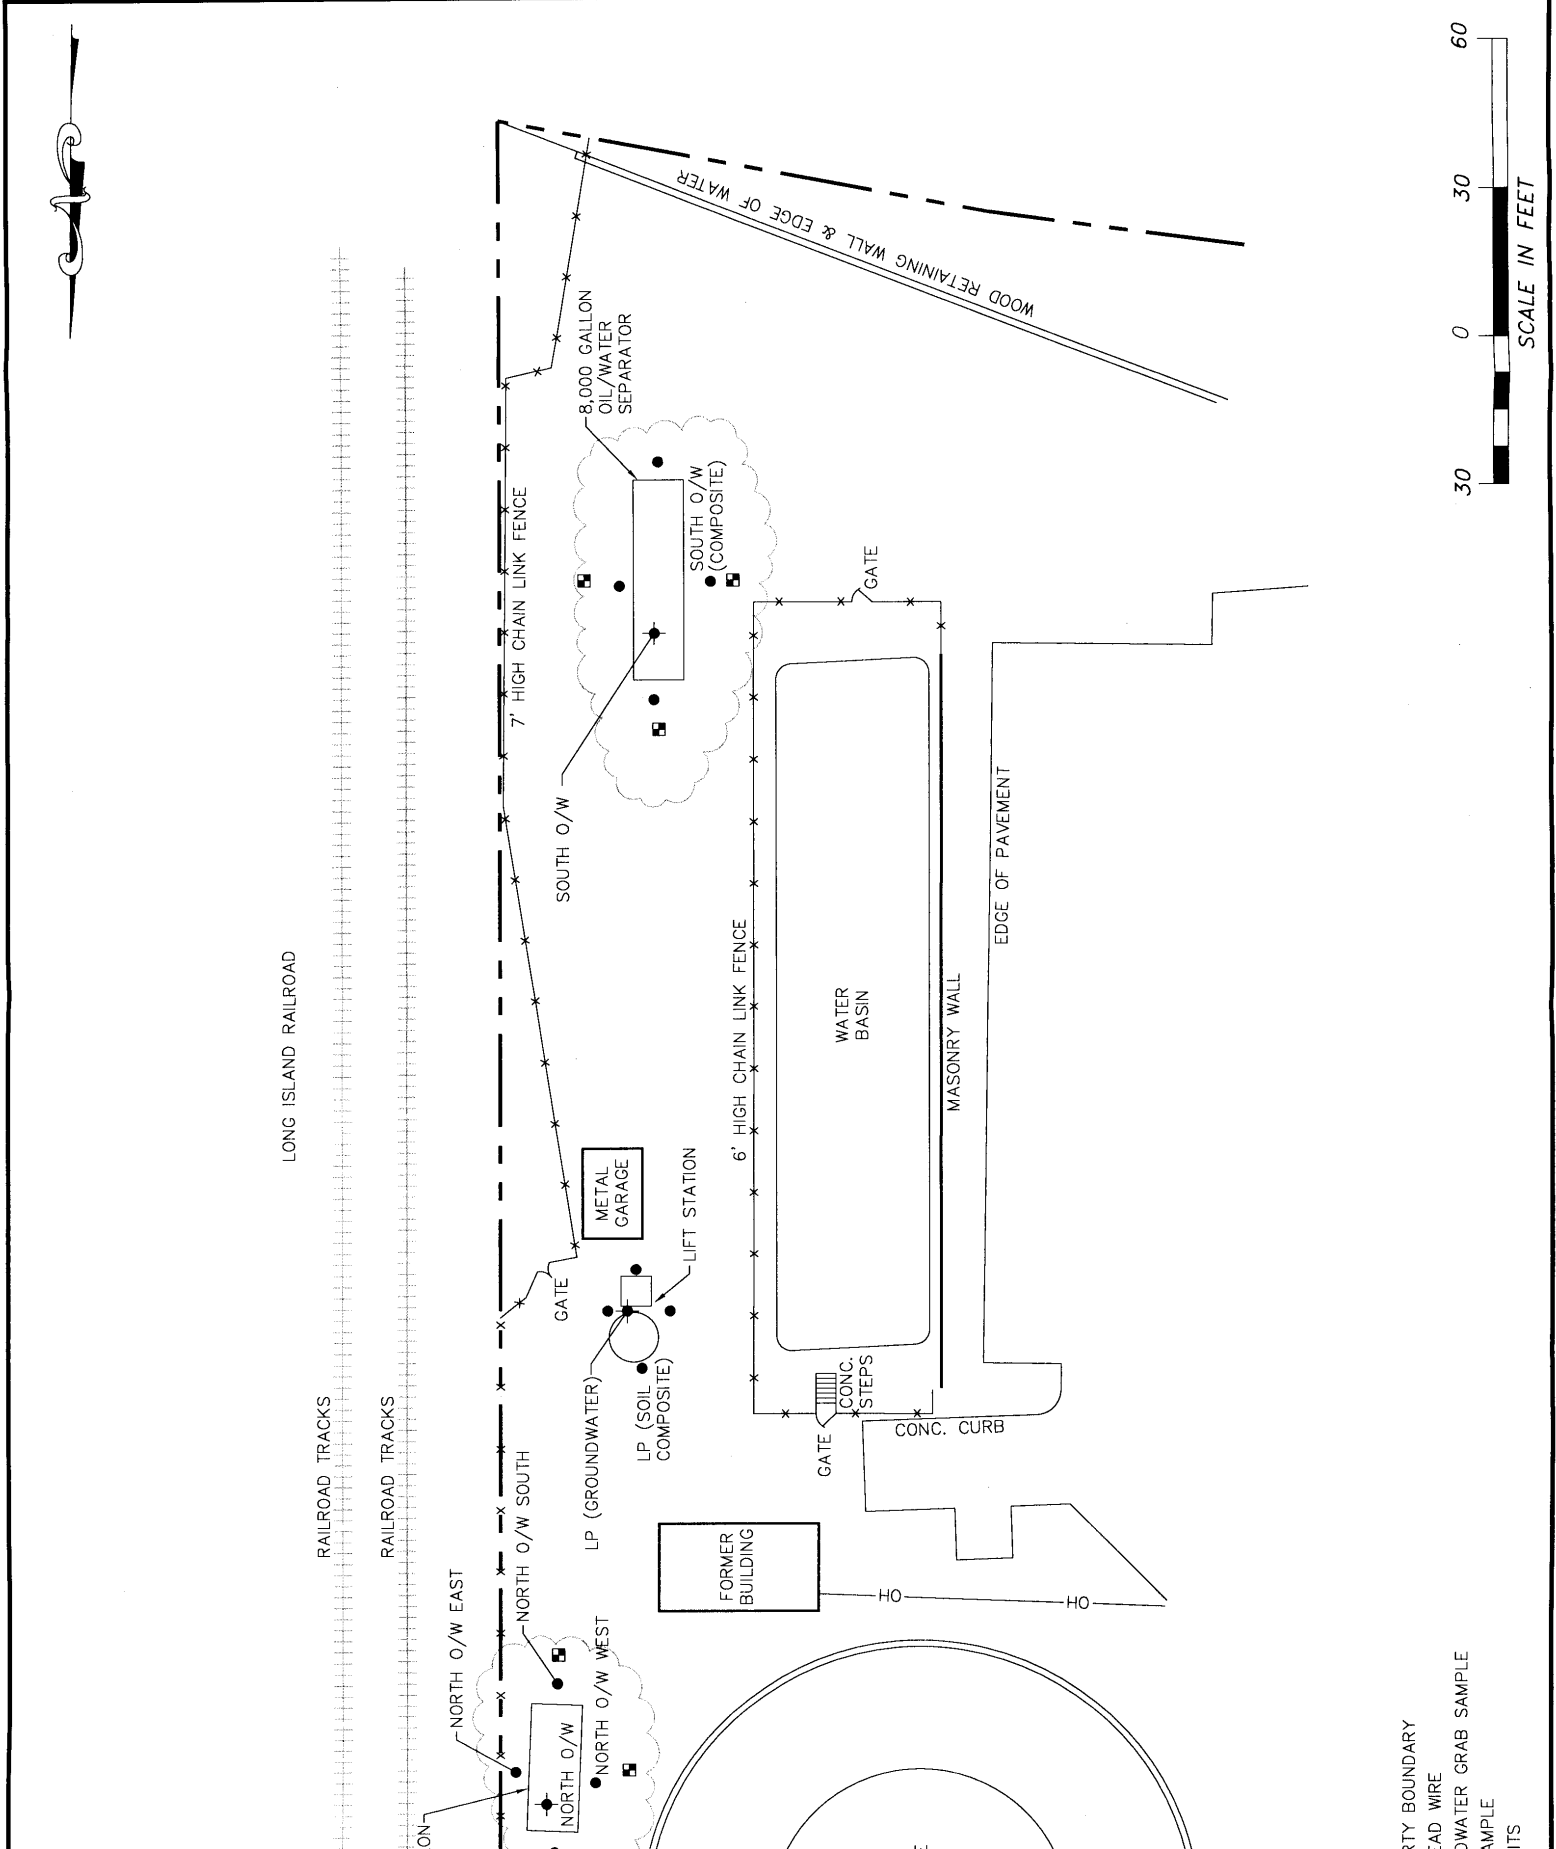 LONG ISLAND RAILROAD
RAILROAD TRACKS
RAILROAD TRACKS
7' HIGH CHAIN LINK FENCE
8,000 GALLON
OIL/WATER
SEPARATOR
WOOD RETAINING WALL & EDGE OF WATER
SOUTH O/W
(COMPOSITE)
SOUTH O/W
GATE
6' HIGH CHAIN LINK FENCE
WATER
BASIN
MASONRY WALL
EDGE OF PAVEMENT
METAL
GARAGE
LIFT STATION
GATE
LP (GROUNDWATER)
LP (SOIL
COMPOSITE)
CONC.
STEPS
GATE
CONC. CURB
FORMER
BUILDING
OH
OH
NORTH O/W EAST
NORTH O/W SOUTH
NORTH O/W WEST
NORTH O/W
ON
60
30
0
30
SCALE IN FEET
RTY BOUNDARY
EAD WIRE
DWATER GRAB SAMPLE
AMPLE
ITS